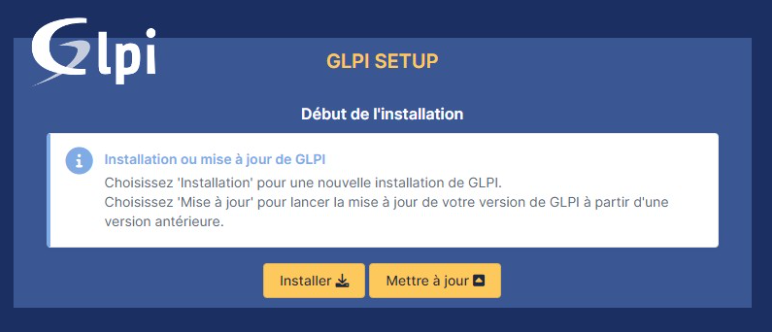 Glpi
GLPI SETUP
Début de l'installation
Installation ou mise à jour de GLPI
Choisissez 'Installation' pour une nouvelle installation de GLPI.
Choisissez 'Mise à jour' pour lancer la mise à jour de votre version de GLPI à partir d'une
version antérieure.
Installer
Mettre à jour